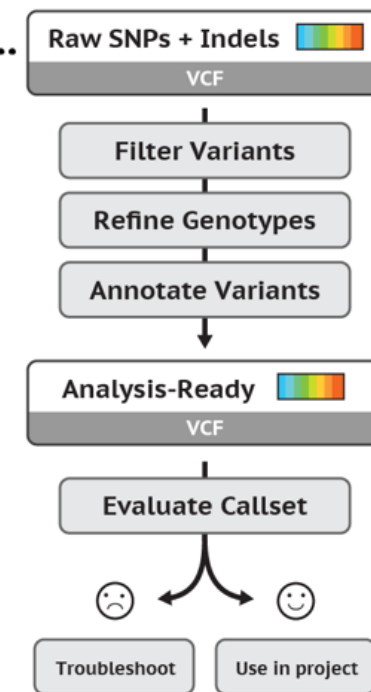 ..
Raw SNPs + Indels
VCF
Filter Variants
Refine Genotypes
Annotate Variants
Analysis-Ready
VCF
Evaluate Callset
Troubleshoot
Use in project